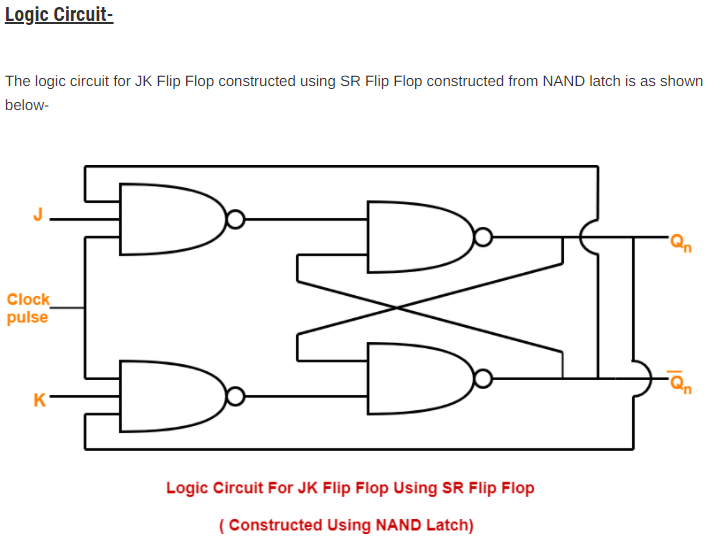 Logic Circuit-
The logic circuit for JK Flip Flop constructed using SR Flip Flop constructed from NAND latch is as shown
below-
J
Qn
Clock
pulse
Q̅n
K
Logic Circuit For JK Flip Flop Using SR Flip Flop
( Constructed Using NAND Latch)